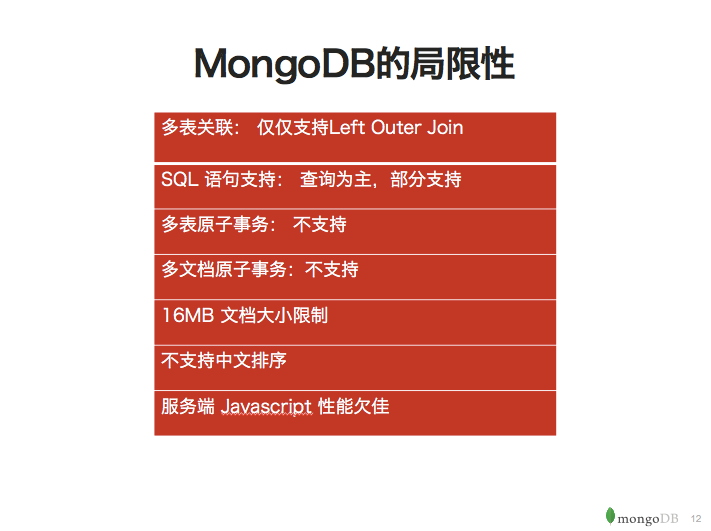 MongoDB的局限性
多表关联： 仅仅支持Left Outer Join
SQL 语句支持： 查询为主，部分支持
多表原子事务： 不支持
多文档原子事务：不支持
16MB 文档大小限制
不支持中文排序
服务端 Javascript 性能欠佳
mongoDB 12